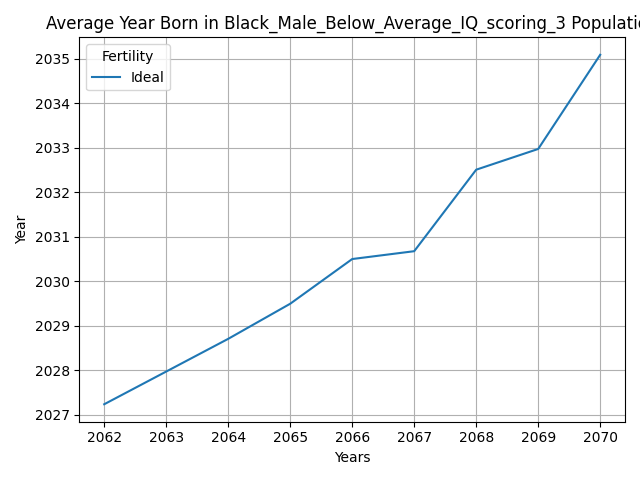 Average Year Born in Black_Male_Below_Average_IQ_scoring_3 Populatio
Fertility
Ideal
2035
2034
2033
2032
2031
2030
2029
2028
2027
Year
2062 2063 2064 2065 2066 2067 2068 2069 2070
Years